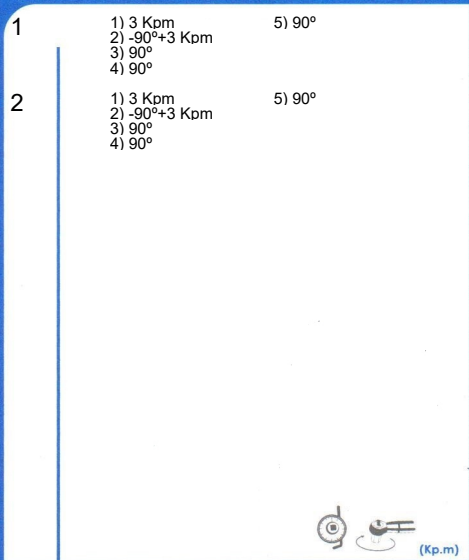 1 1) 3 Kpm 5) 90º
2) -90º+3 Kpm
3) 90º
4) 90º
2 1) 3 Kpm 5) 90º
2) -90º+3 Kpm
3) 90º
4) 90º
(Kp.m)